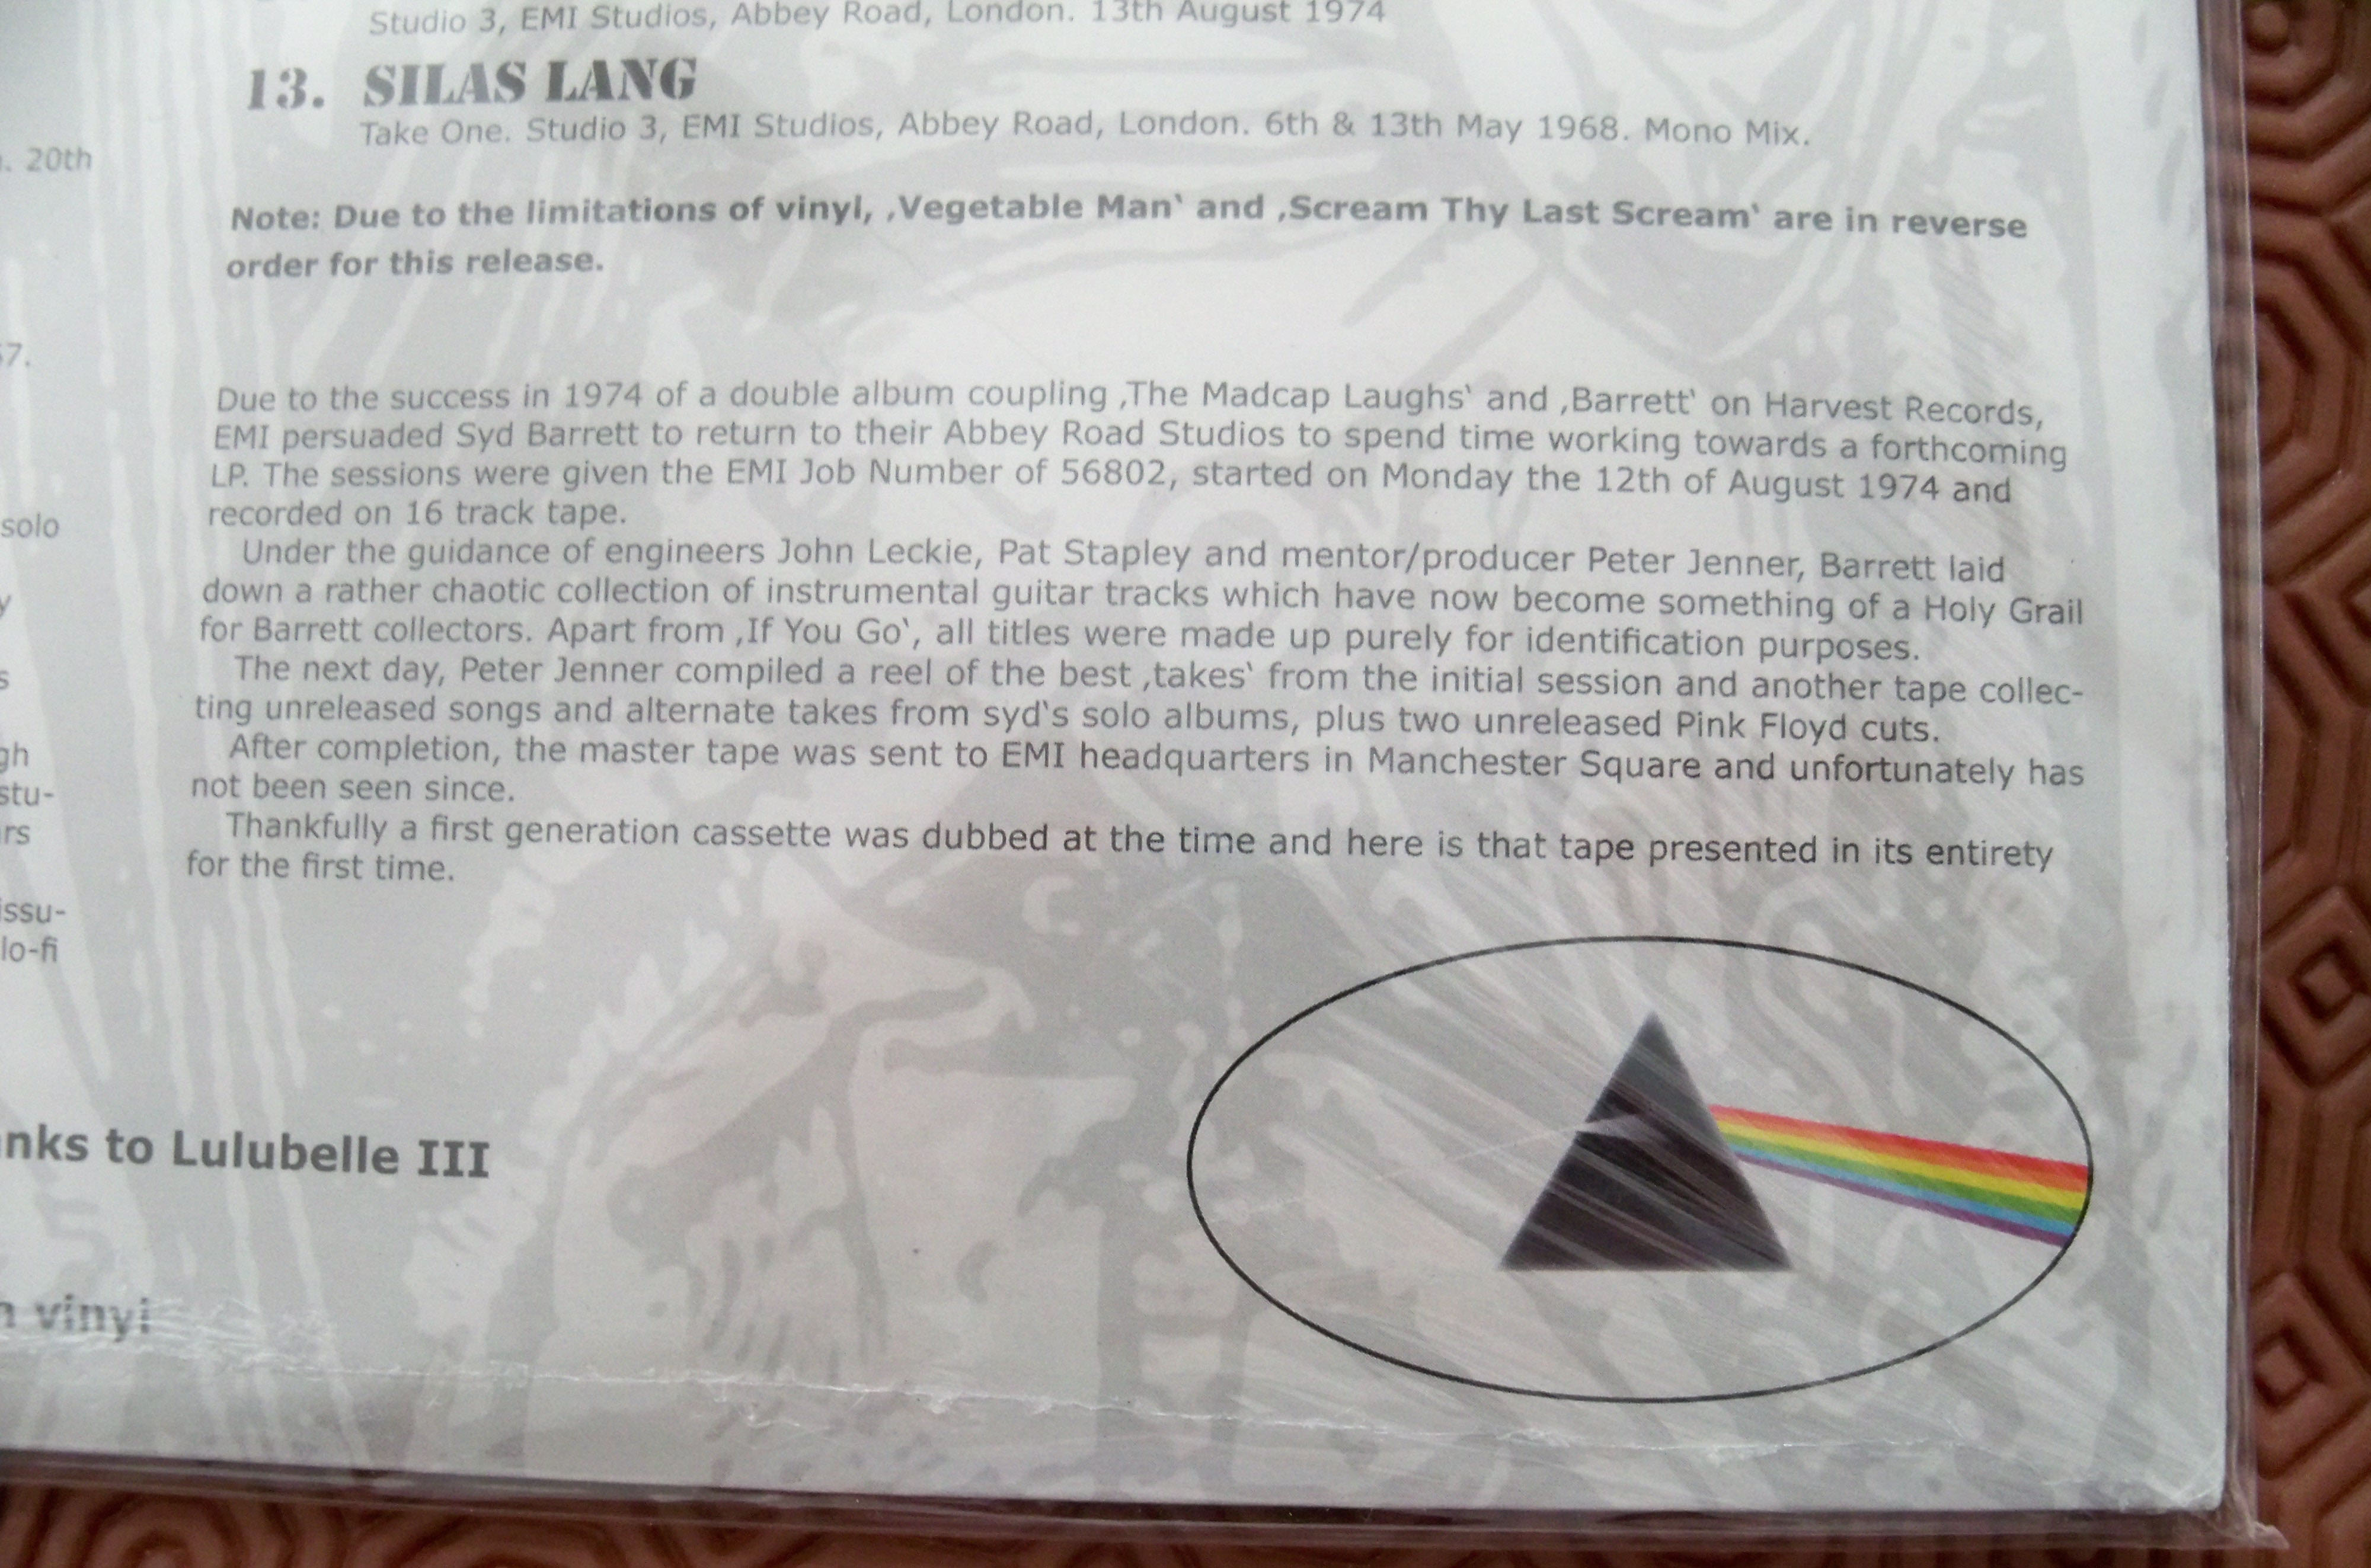 Studio 3, EMI Studios, Abbey Road, London. 13th August 1974
13. SILAS LANG
Take One. Studio 3, EMI Studios, Abbey Road, London. 6th & 13th May 1968. Mono Mix.
20th
Note: Due to the limitations of vinyl, ‚Vegetable Man‘ and ‚Scream Thy Last Scream‘ are in reverse
order for this release.
67.
Due to the success in 1974 of a double album coupling ‚The Madcap Laughs‘ and ‚Barrett‘ on Harvest Records,
EMI persuaded Syd Barrett to return to their Abbey Road Studios to spend time working towards a forthcoming
LP. The sessions were given the EMI Job Number of 56802, started on Monday the 12th of August 1974 and
recorded on 16 track tape.
Under the guidance of engineers John Leckie, Pat Stapley and mentor/producer Peter Jenner, Barrett laid
down a rather chaotic collection of instrumental guitar tracks which have now become something of a Holy Grail
for Barrett collectors. Apart from ‚If You Go‘, all titles were made up purely for identification purposes.
The next day, Peter Jenner compiled a reel of the best ‚takes‘ from the initial session and another tape collec-
ting unreleased songs and alternate takes from syd‘s solo albums, plus two unreleased Pink Floyd cuts.
After completion, the master tape was sent to EMI headquarters in Manchester Square and unfortunately has
not been seen since.
Thankfully a first generation cassette was dubbed at the time and here is that tape presented in its entirety
for the first time.
solo
y
s
gh
stu-
rs
issu-
lo-fi
nks to Lulubelle III
n vinyl